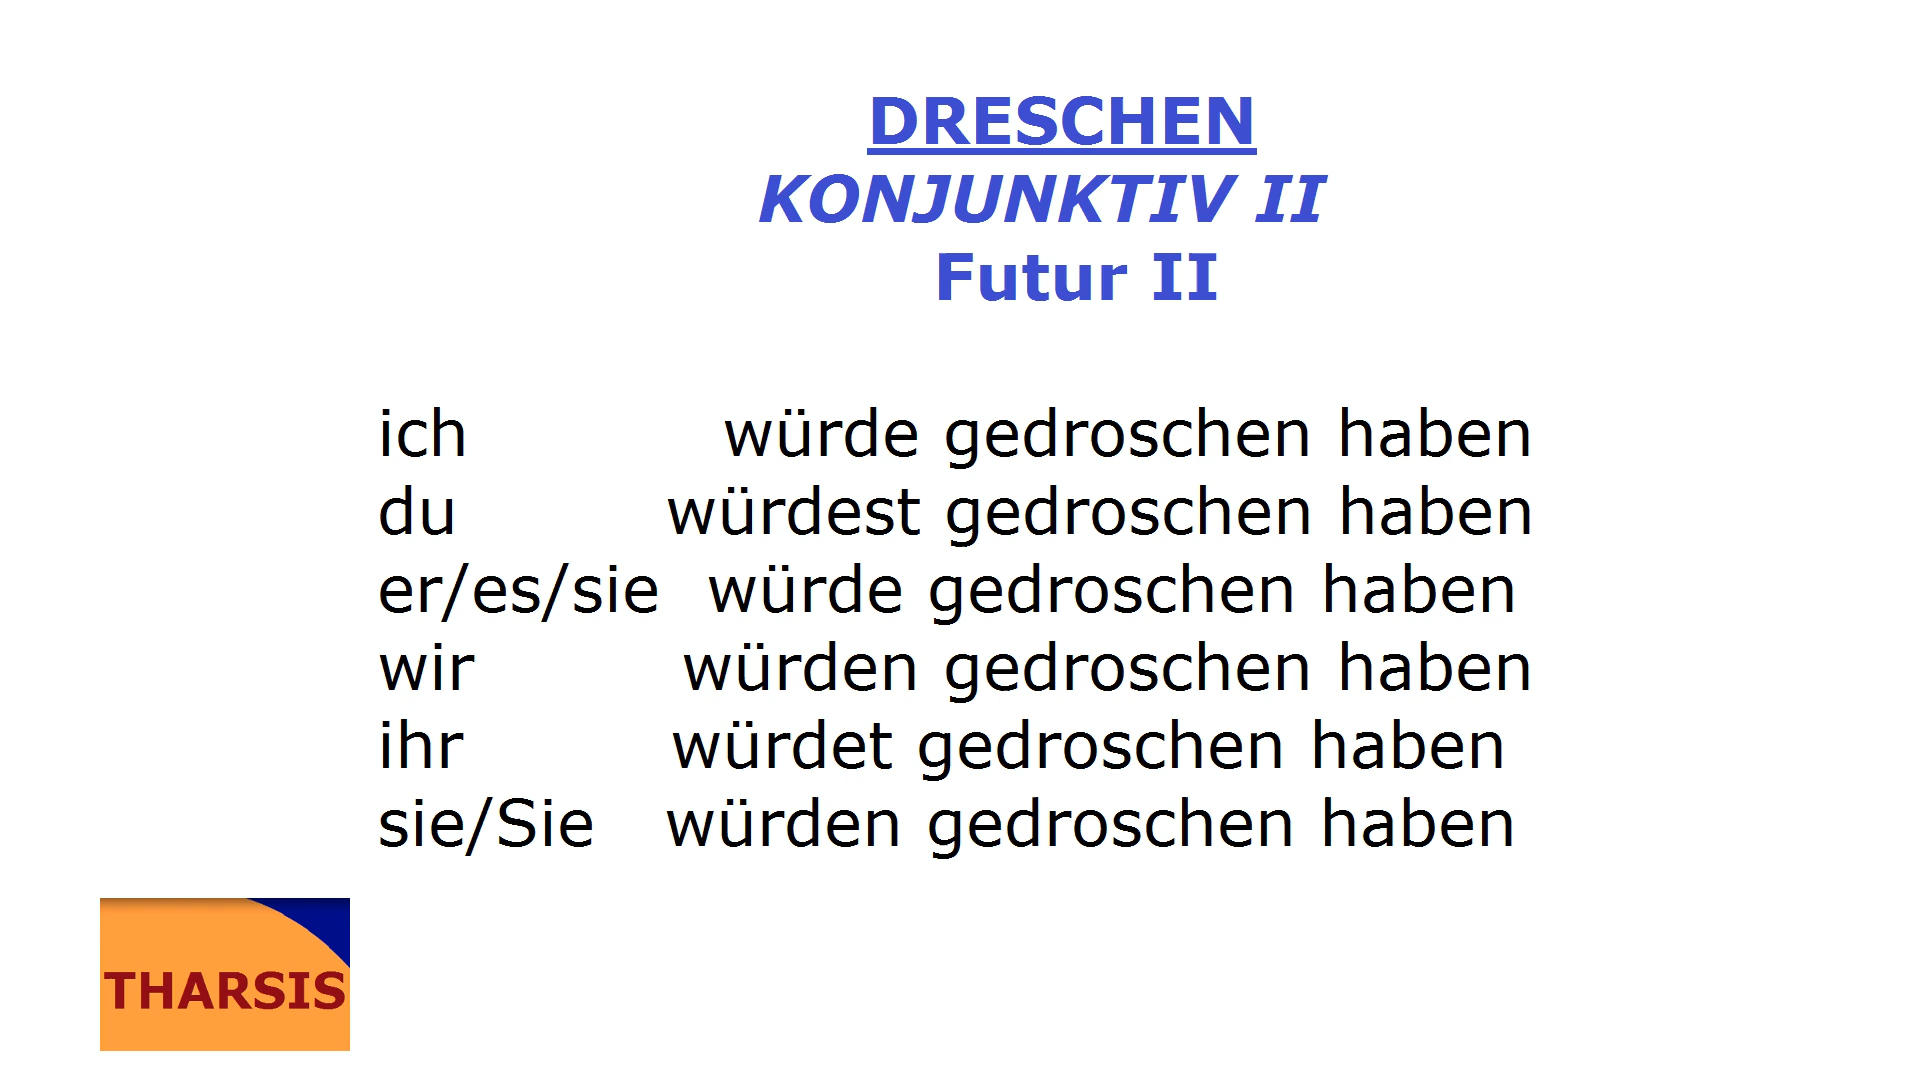 DRESCHEN
KONJUNKTIV II
Futur II
ich würde gedroschen haben
du würdest gedroschen haben
er/es/sie würde gedroschen haben
wir würden gedroschen haben
ihr würdet gedroschen haben
sie/Sie würden gedroschen haben
THARSIS